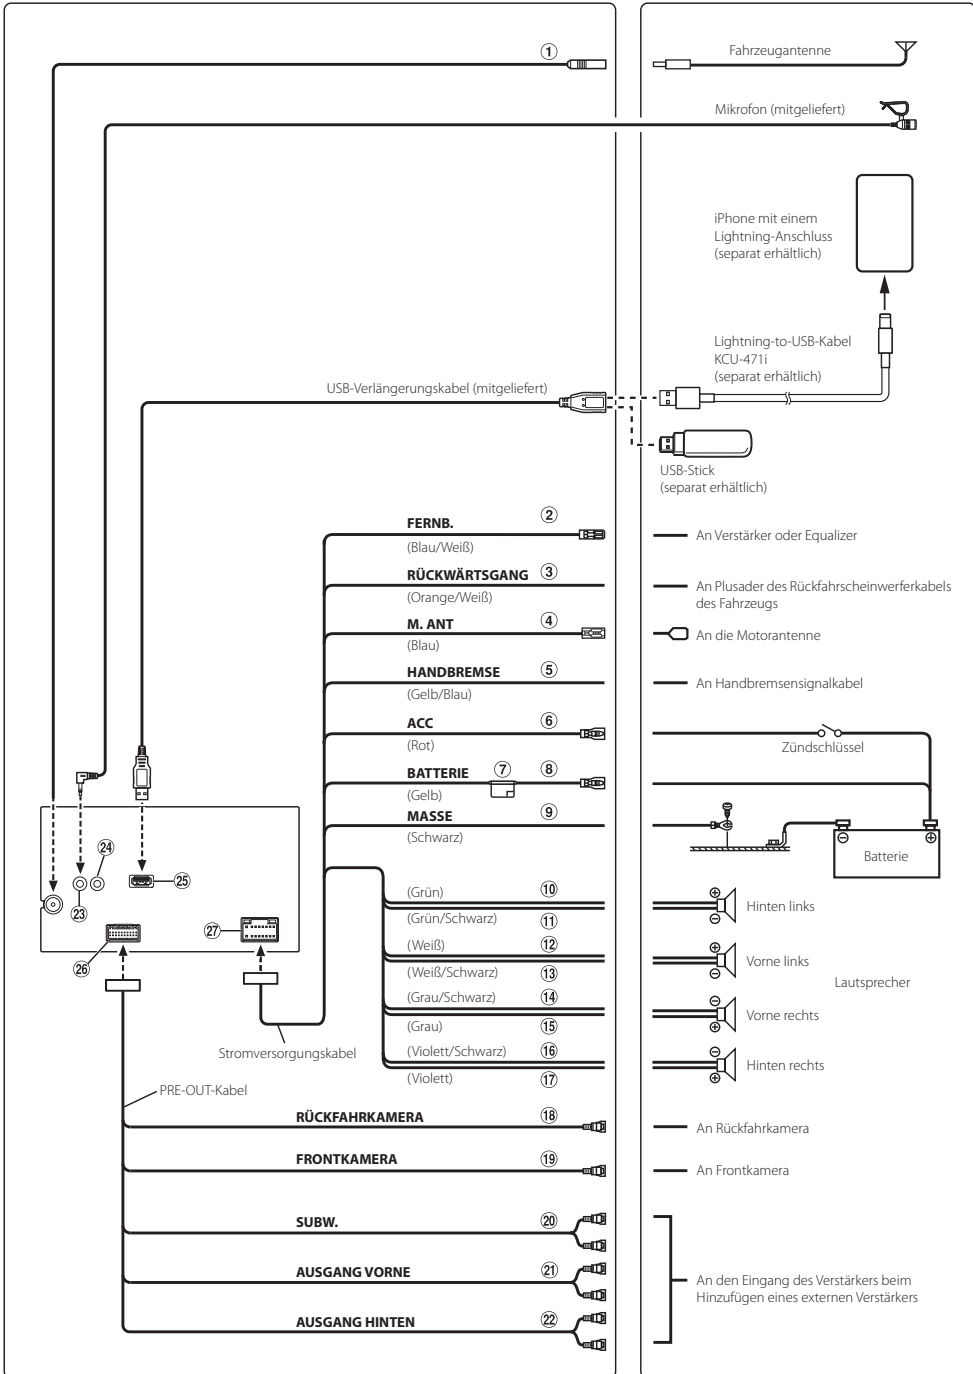 ①
Fahrzeugantenne
Mikrofon (mitgeliefert)
iPhone mit einem
Lightning-Anschluss
(separat erhältlich)
Lightning-to-USB-Kabel
KCU-471i
(separat erhältlich)
USB-Verlängerungskabel (mitgeliefert)
USB-Stick
(separat erhältlich)
FERNB. ②
(Blau/Weiß)
An Verstärker oder Equalizer
RÜCKWÄRTSGANG ③
(Orange/Weiß)
An Plusader des Rückfahrscheinwerferkabels
des Fahrzeugs
M. ANT ④
(Blau)
An die Motorantenne
HANDBREMSE ⑤
(Gelb/Blau)
An Handbremsensignalkabel
ACC ⑥
(Rot)
Zündschlüssel
BATTERIE ⑦ ⑧
(Gelb)
MASSE ⑨
(Schwarz)
⊖ ⊕
Batterie
㉔
㉕
㉓
㉖
㉗
(Grün) ⑩
(Grün/Schwarz) ⑪
⊕
Hinten links
⊖
(Weiß) ⑫
(Weiß/Schwarz) ⑬
⊕
Vorne links
⊖
Lautsprecher
(Grau/Schwarz) ⑭
(Grau) ⑮
⊖
Vorne rechts
⊕
(Violett/Schwarz) ⑯
(Violett) ⑰
⊖
Hinten rechts
⊕
Stromversorgungskabel
PRE-OUT-Kabel
RÜCKFAHRKAMERA ⑱
An Rückfahrkamera
FRONTKAMERA ⑲
An Frontkamera
SUBW. ⑳
AUSGANG VORNE ㉑
An den Eingang des Verstärkers beim
Hinzufügen eines externen Verstärkers
AUSGANG HINTEN ㉒